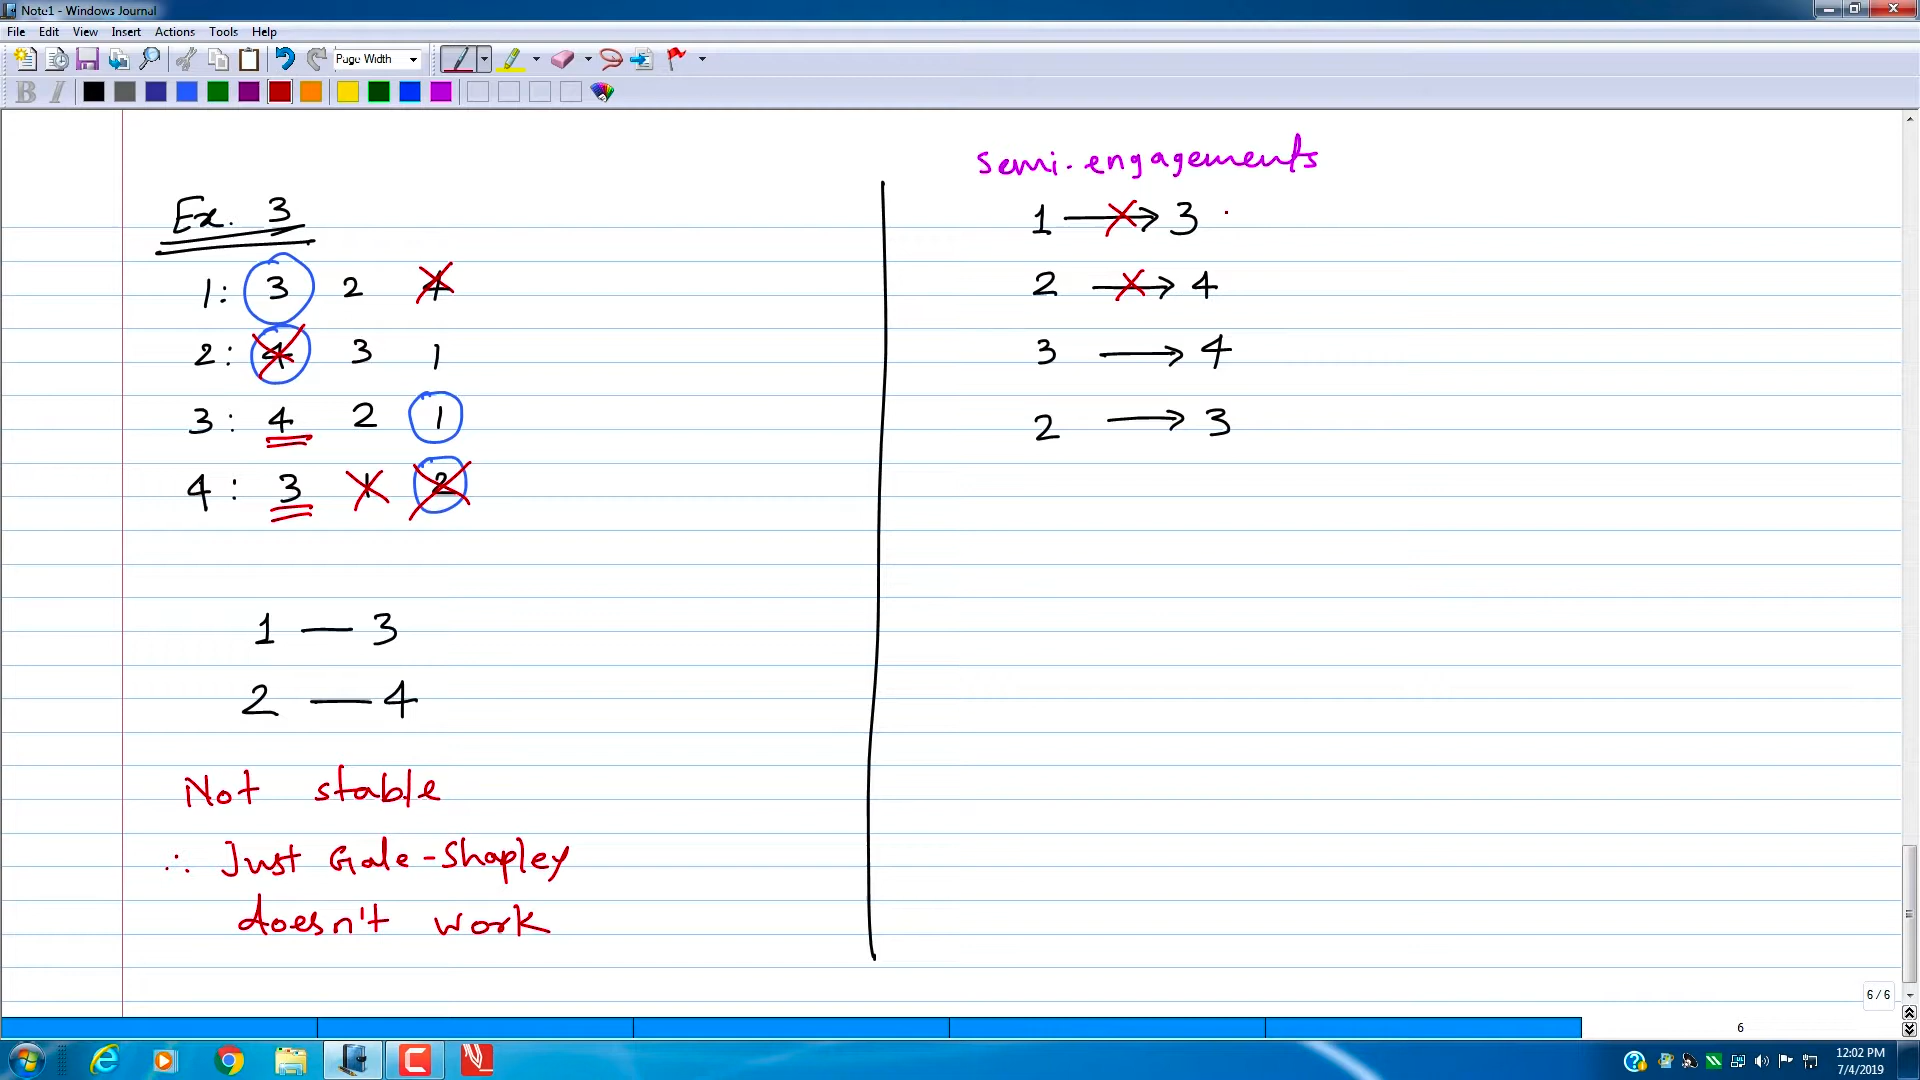 Note1 - Windows Journal
File Edit View Insert Actions Tools Help
Page Width
B I
Ex. 3
1: 3 2 4
2: 4 3 1
3: 4 2 1
4: 3 1 2
1 — 3
2 — 4
Not stable
∴ Just Gale-Shapley
doesn't work
semi-engagements
1 → 3
2 → 4
3 → 4
2 → 3
6 / 6
6
12:02 PM
7/4/2019